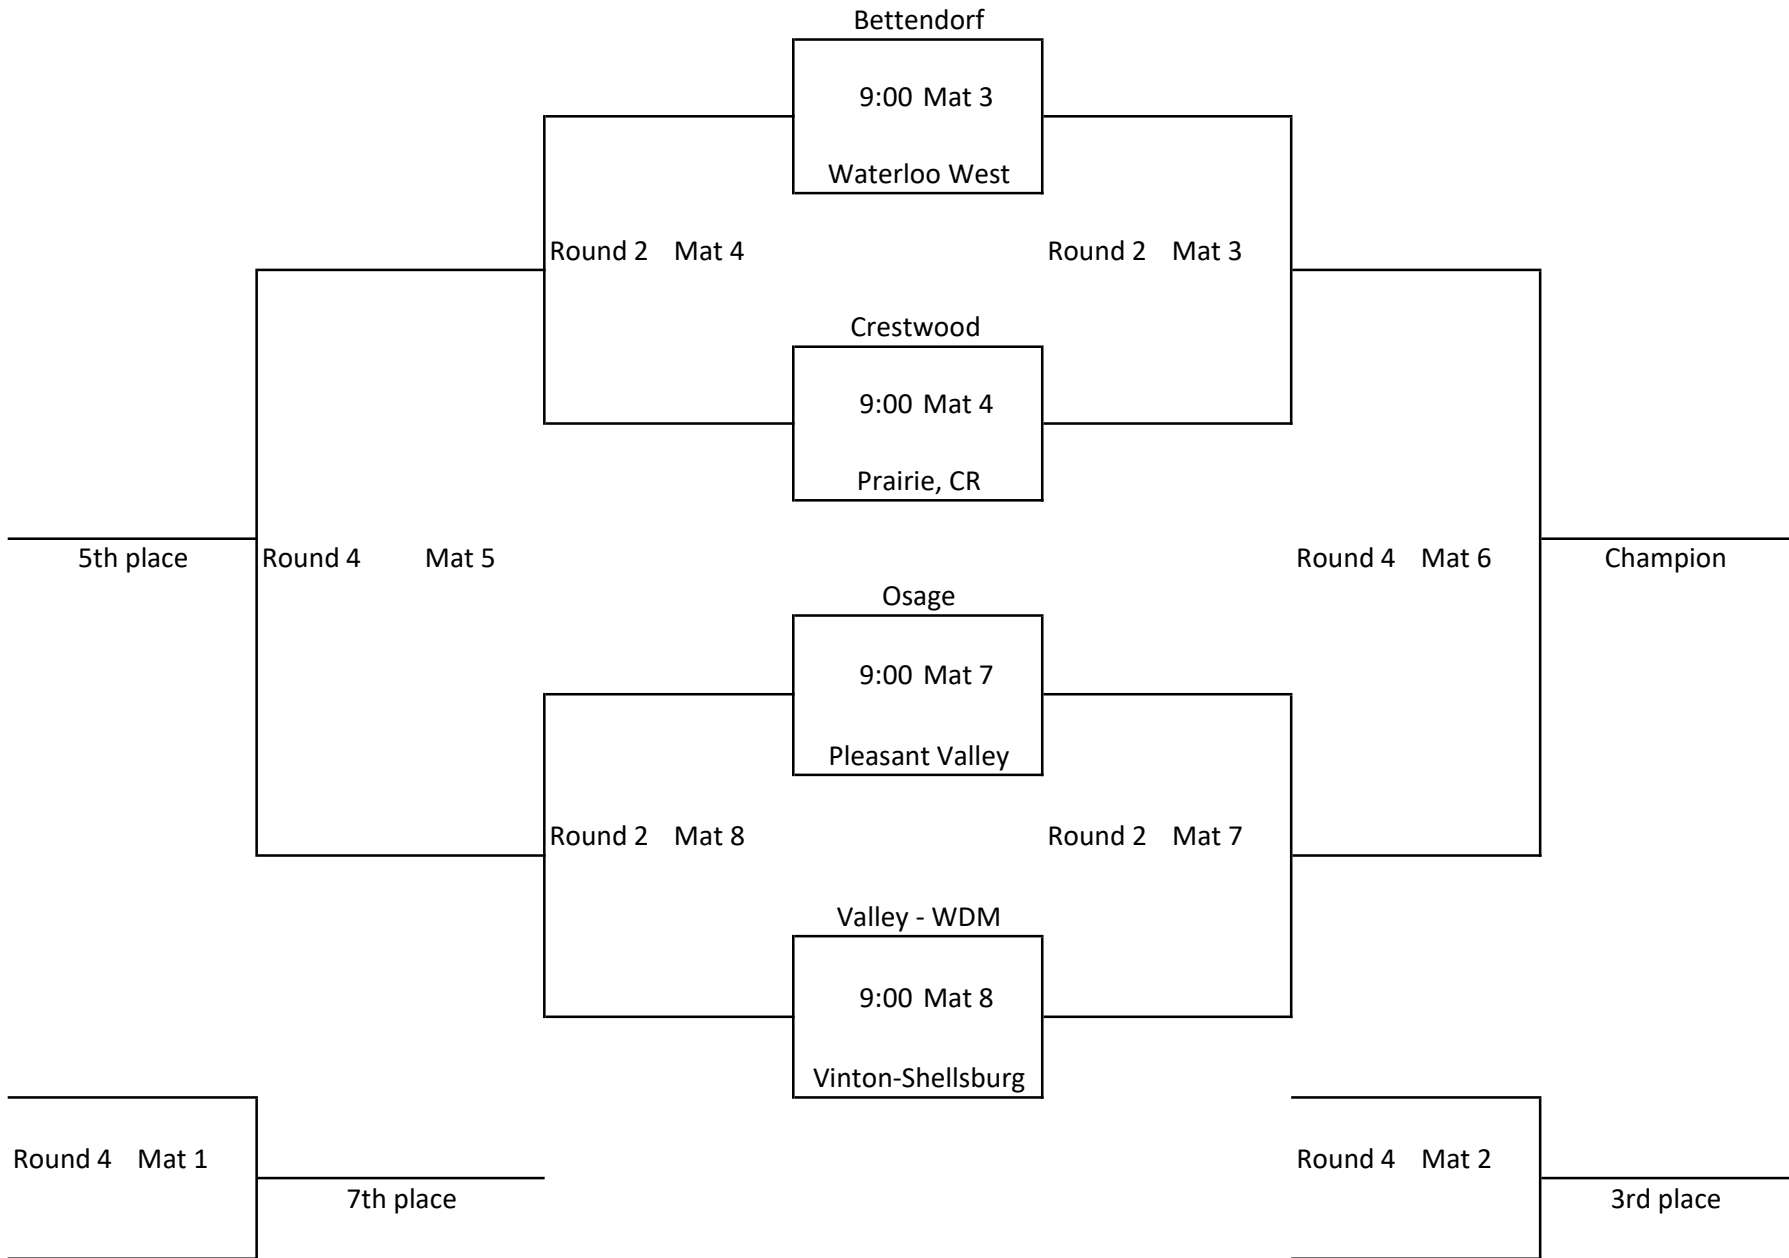 Bettendorf
9:00 Mat 3
Waterloo West
Round 2 Mat 4
Round 2 Mat 3
Crestwood
9:00 Mat 4
Prairie, CR
5th place
Round 4 Mat 5
Round 4 Mat 6
Champion
Osage
9:00 Mat 7
Pleasant Valley
Round 2 Mat 8
Round 2 Mat 7
Valley - WDM
9:00 Mat 8
Vinton-Shellsburg
Round 4 Mat 1
Round 4 Mat 2
7th place
3rd place